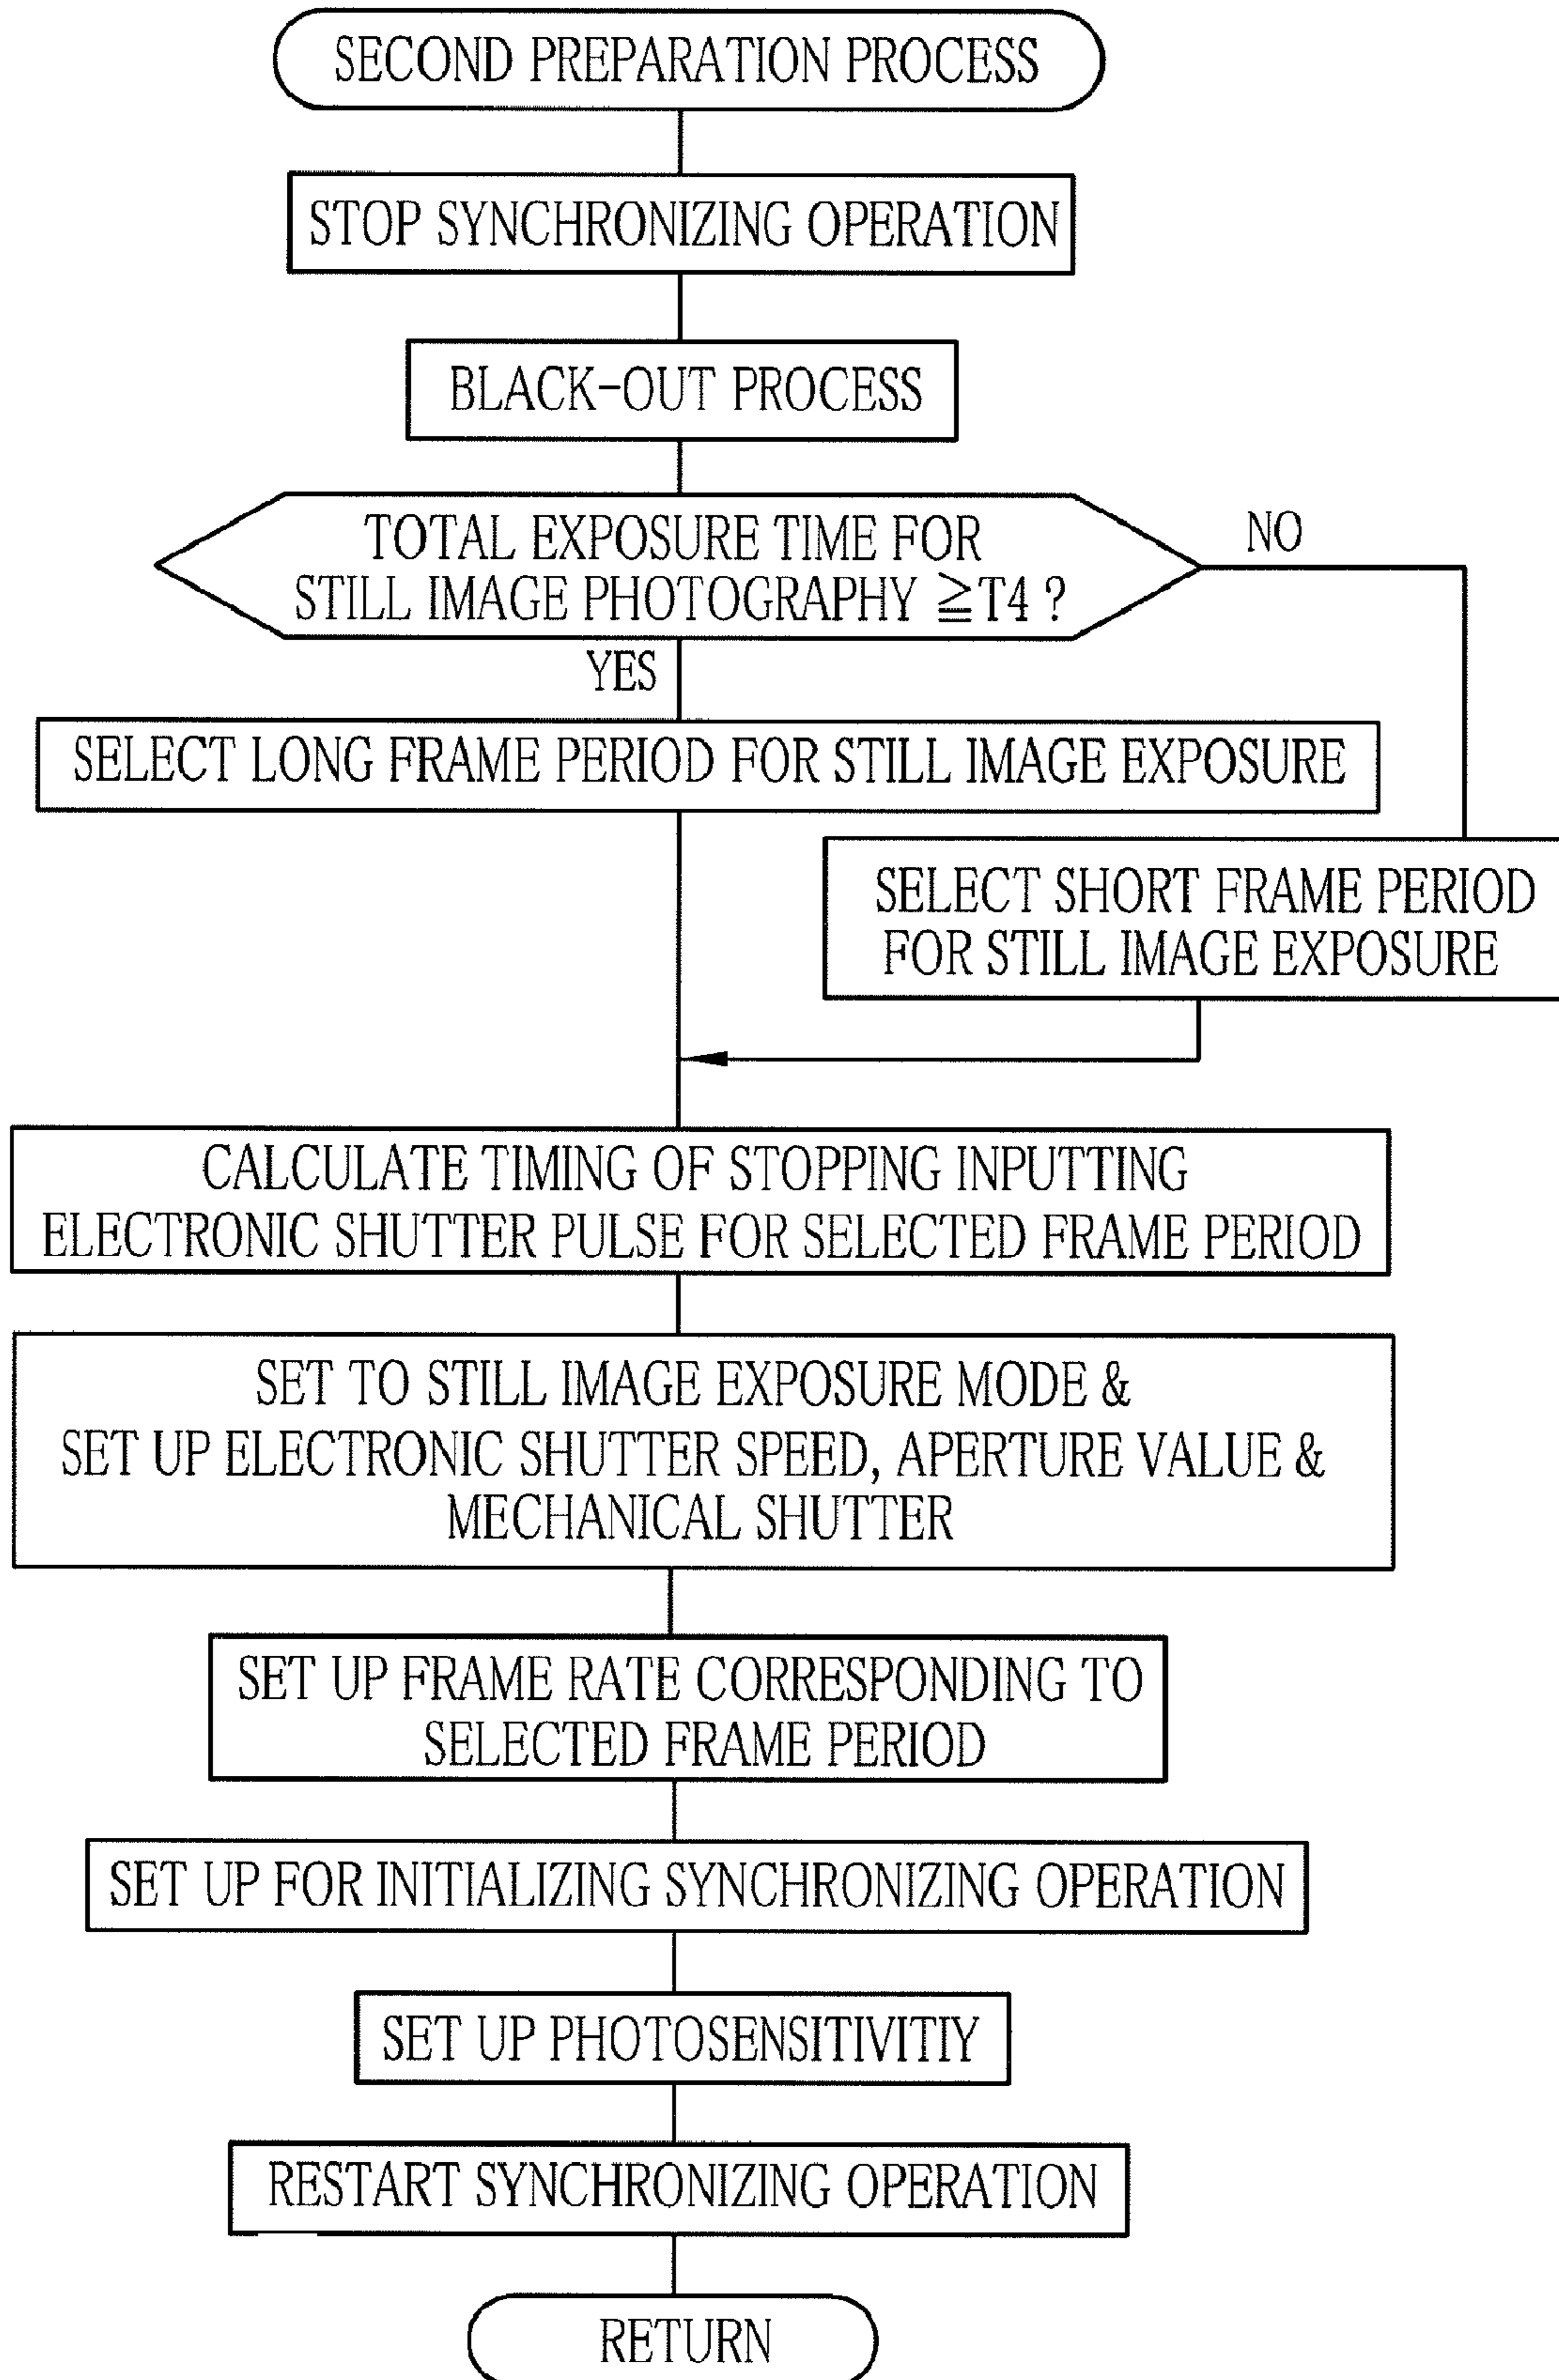 SECOND PREPARATION PROCESS
STOP SYNCHRONIZING OPERATION
BLACK-OUT PROCESS
TOTAL EXPOSURE TIME FOR
STILL IMAGE PHOTOGRAPHY ≧T4 ?
NO
YES
SELECT LONG FRAME PERIOD FOR STILL IMAGE EXPOSURE
SELECT SHORT FRAME PERIOD
FOR STILL IMAGE EXPOSURE
CALCULATE TIMING OF STOPPING INPUTTING
ELECTRONIC SHUTTER PULSE FOR SELECTED FRAME PERIOD
SET TO STILL IMAGE EXPOSURE MODE &
SET UP ELECTRONIC SHUTTER SPEED, APERTURE VALUE &
MECHANICAL SHUTTER
SET UP FRAME RATE CORRESPONDING TO
SELECTED FRAME PERIOD
SET UP FOR INITIALIZING SYNCHRONIZING OPERATION
SET UP PHOTOSENSITIVITIY
RESTART SYNCHRONIZING OPERATION
RETURN